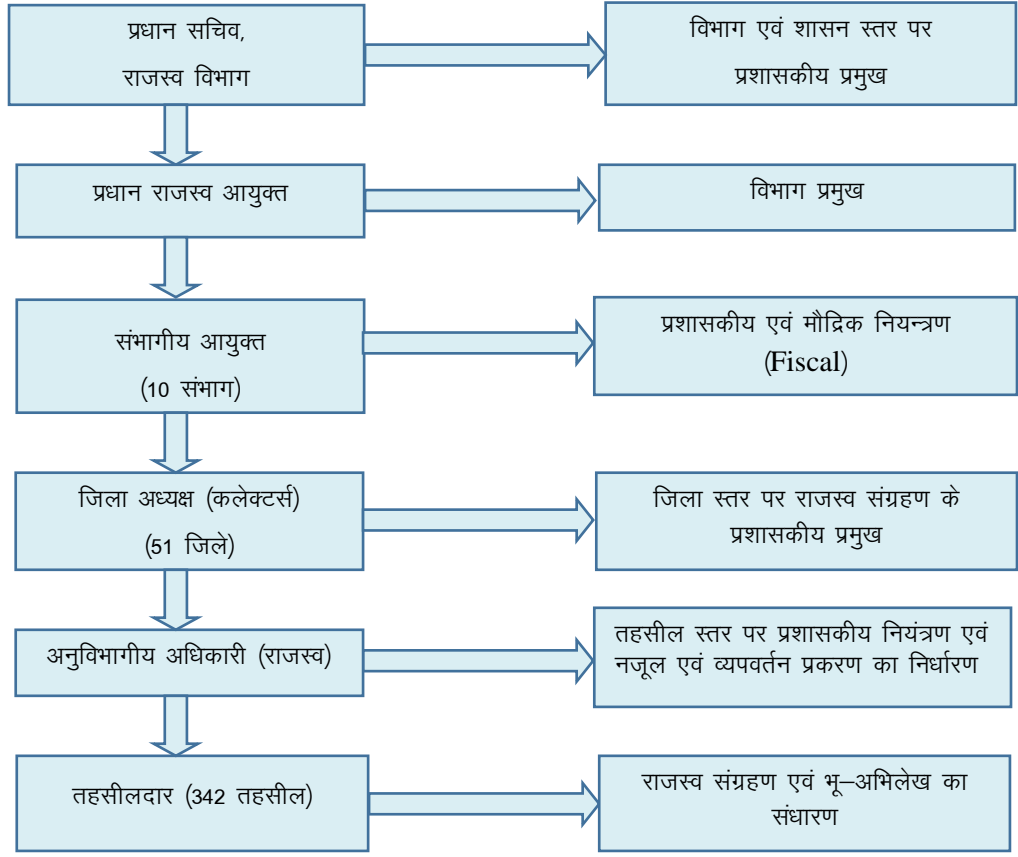 प्रधान सचिव,
राजस्व विभाग
विभाग एवं शासन स्तर पर
प्रशासकीय प्रमुख
प्रधान राजस्व आयुक्त
विभाग प्रमुख
संभागीय आयुक्त
(10 संभाग)
प्रशासकीय एवं मौद्रिक नियन्त्रण
(Fiscal)
जिला अध्यक्ष (कलेक्टर्स)
(51 जिले)
जिला स्तर पर राजस्व संग्रहण के
प्रशासकीय प्रमुख
अनुविभागीय अधिकारी (राजस्व)
तहसील स्तर पर प्रशासकीय नियंत्रण एवं
नजूल एवं व्यपवर्तन प्रकरण का निर्धारण
तहसीलदार (342 तहसील)
राजस्व संग्रहण एवं भू–अभिलेख का
संधारण